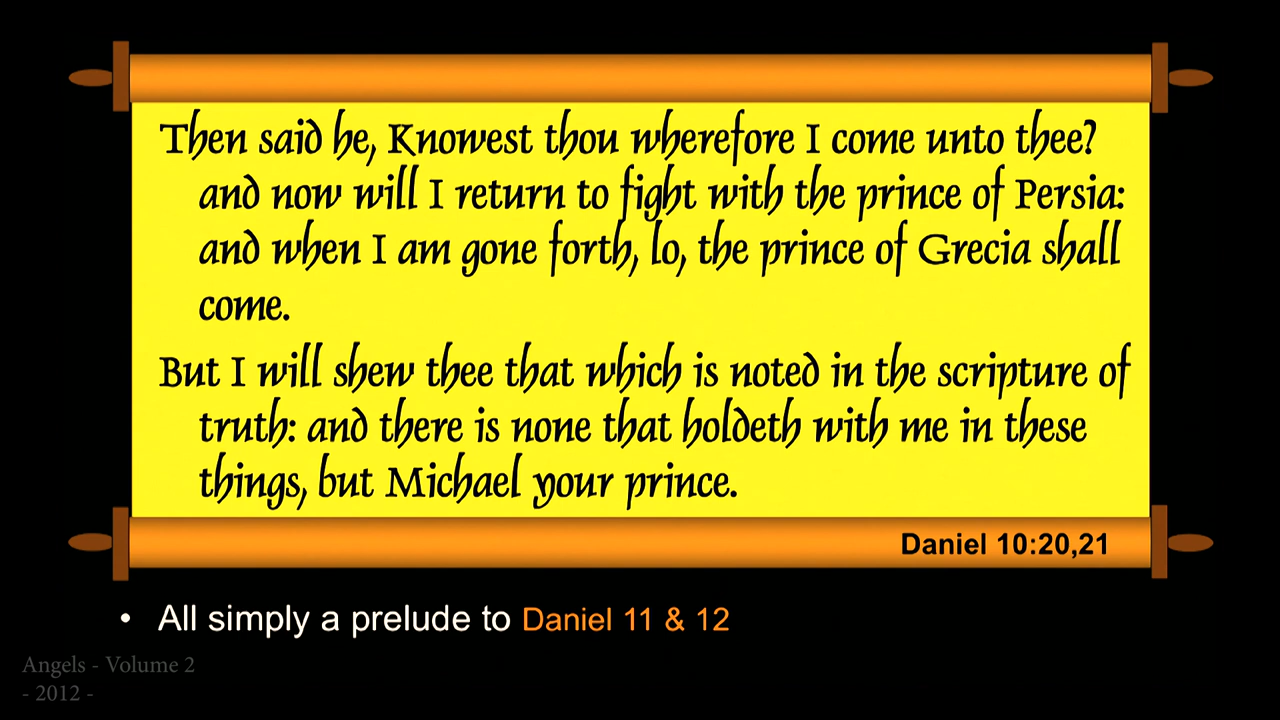 Then said he, Knowest thou wherefore I come unto thee?
and now will I return to fight with the prince of Persia:
and when I am gone forth, lo, the prince of Grecia shall
come.
But I will shew thee that which is noted in the scripture of
truth: and there is none that holdeth with me in these
things, but Michael your prince.
Daniel 10:20,21
• All simply a prelude to Daniel 11 & 12
Angels - Volume 2
- 2012 -